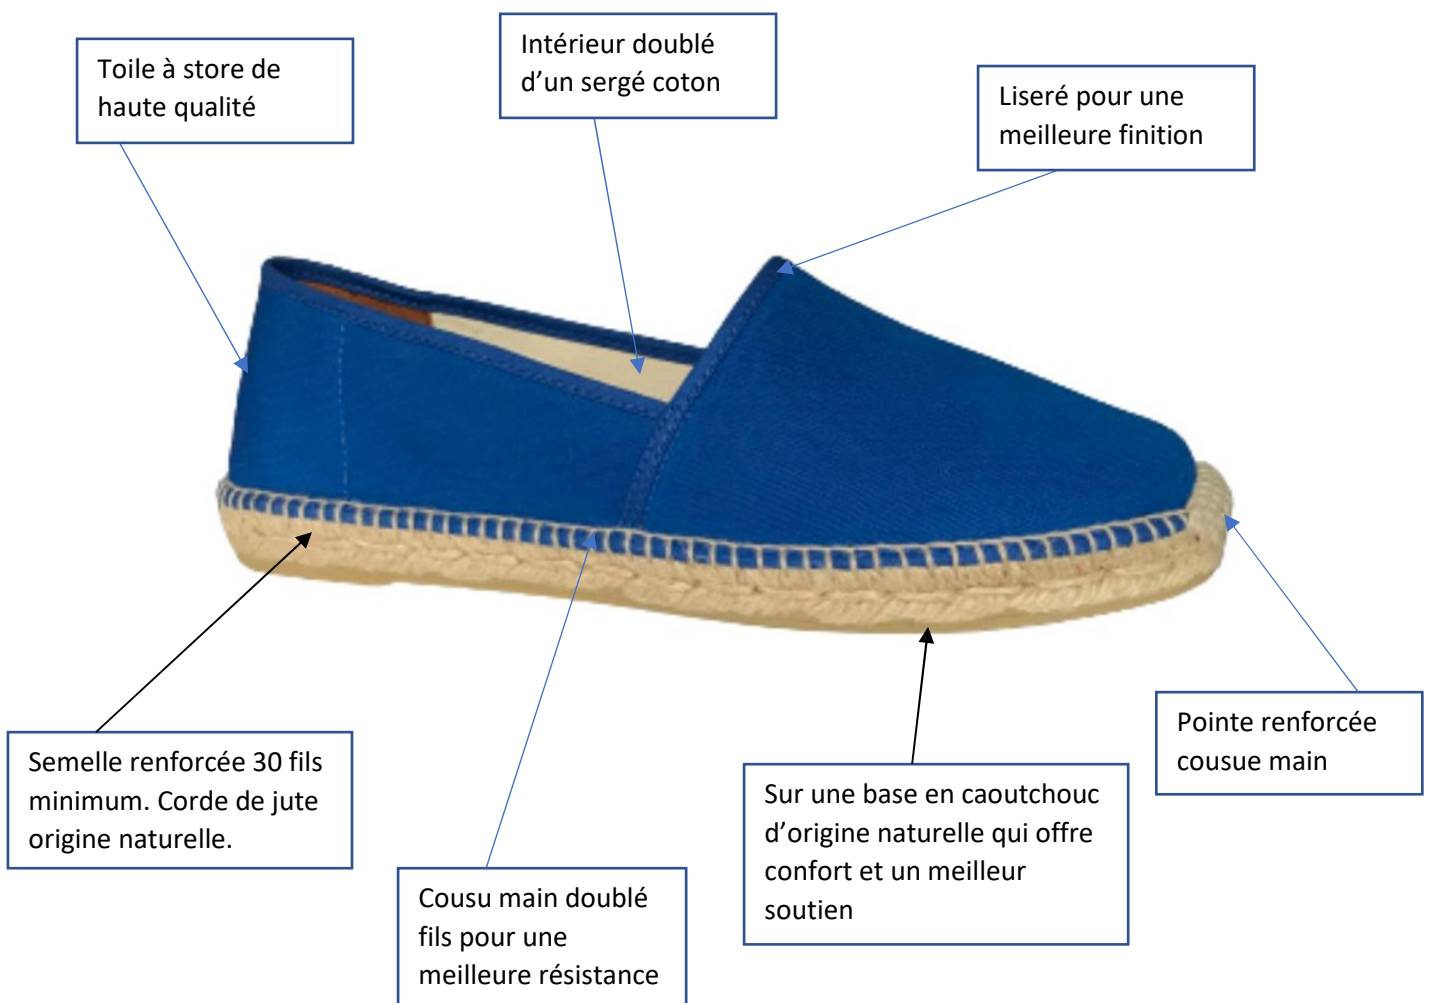 Toile à store de
haute qualité
Intérieur doublé
d’un sergé coton
Liseré pour une
meilleure finition
Semelle renforcée 30 fils
minimum. Corde de jute
origine naturelle.
Cousu main doublé
fils pour une
meilleure résistance
Sur une base en caoutchouc
d’origine naturelle qui offre
confort et un meilleur
soutien
Pointe renforcée
cousue main